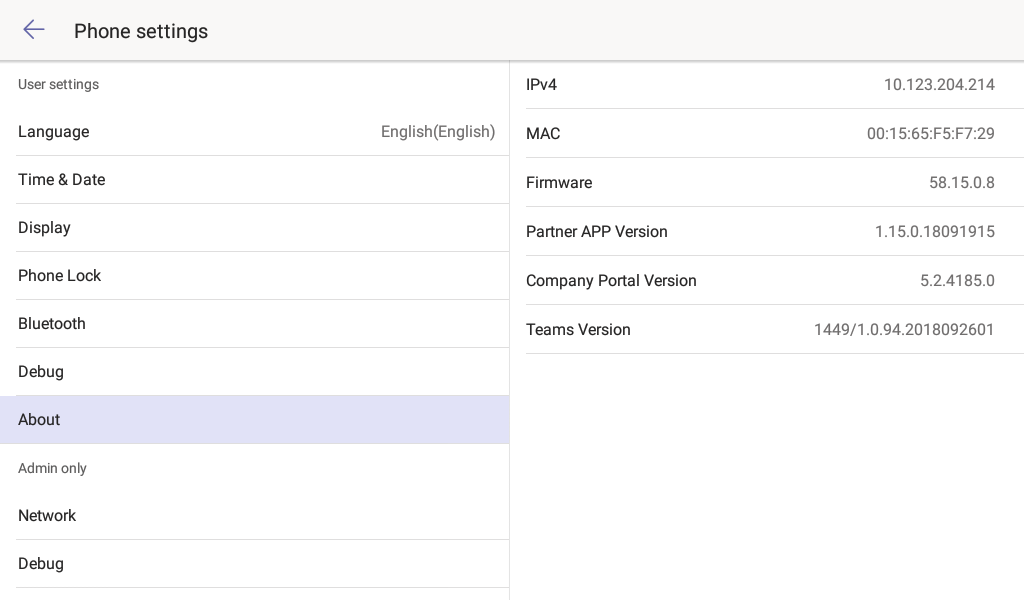 Phone settings
User settings
Language English(English)
Time & Date
Display
Phone Lock
Bluetooth
Debug
About
Admin only
Network
Debug
IPv4 10.123.204.214
MAC 00:15:65:F5:F7:29
Firmware 58.15.0.8
Partner APP Version 1.15.0.18091915
Company Portal Version 5.2.4185.0
Teams Version 1449/1.0.94.2018092601